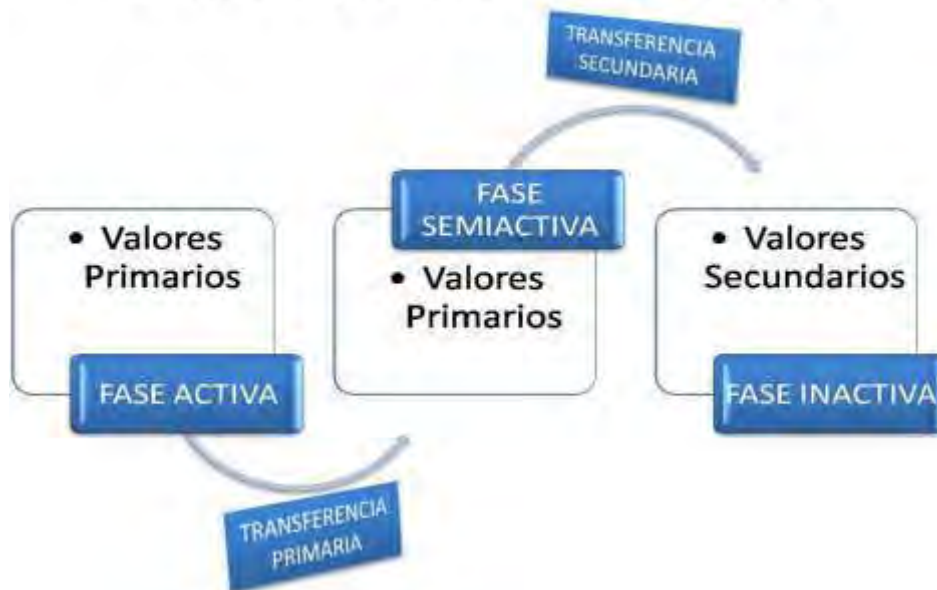 TRANSFERENCIA
SECUNDARIA
• Valores
Primarios
FASE ACTIVA
TRANSFERENCIA
PRIMARIA
FASE
SEMIACTIVA
• Valores
Primarios
• Valores
Secundarios
FASE INACTIVA